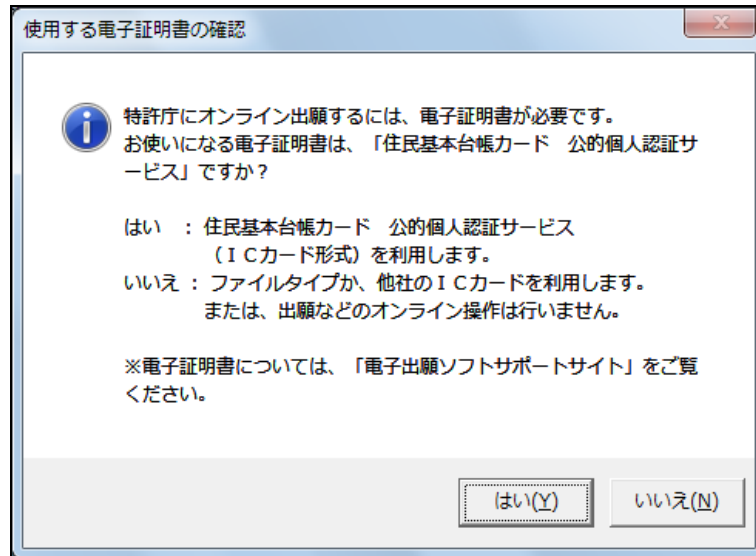 使用する電子証明書の確認
特許庁にオンライン出願するには、電子証明書が必要です。
お使いになる電子証明書は、「住民基本台帳カード　公的個人認証サ
ービス」ですか？
はい　：住民基本台帳カード　公的個人認証サービス
（ＩＣカード形式）を利用します。
いいえ：ファイルタイプか、他社のＩＣカードを利用します。
または、出願などのオンライン操作は行いません。
※電子証明書については、「電子出願ソフトサポートサイト」をご覧
ください。
はい(Y)
いいえ(N)